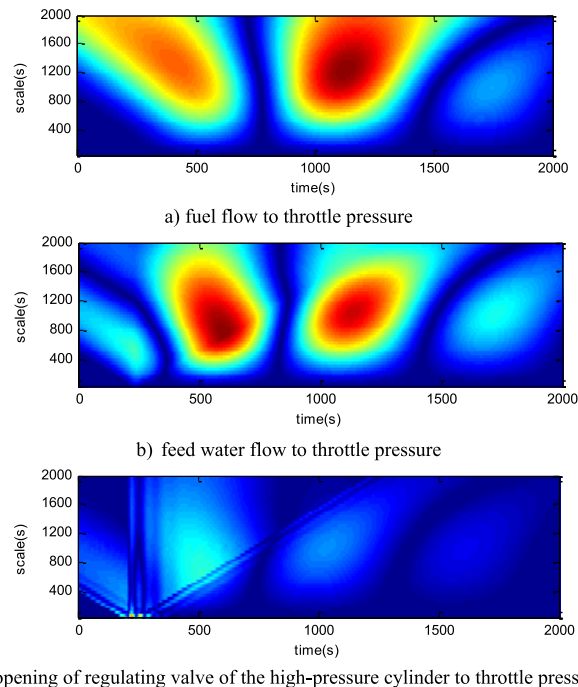 2000
1600
1200
800
400
scale(s)
0 500 1000 1500 2000
time(s)
a) fuel flow to throttle pressure
2000
1600
1200
800
400
scale(s)
0 500 1000 1500 2000
time(s)
b) feed water flow to throttle pressure
2000
1600
1200
800
400
scale(s)
0 500 1000 1500 2000
time(s)
opening of regulating valve of the high-pressure cylinder to throttle press